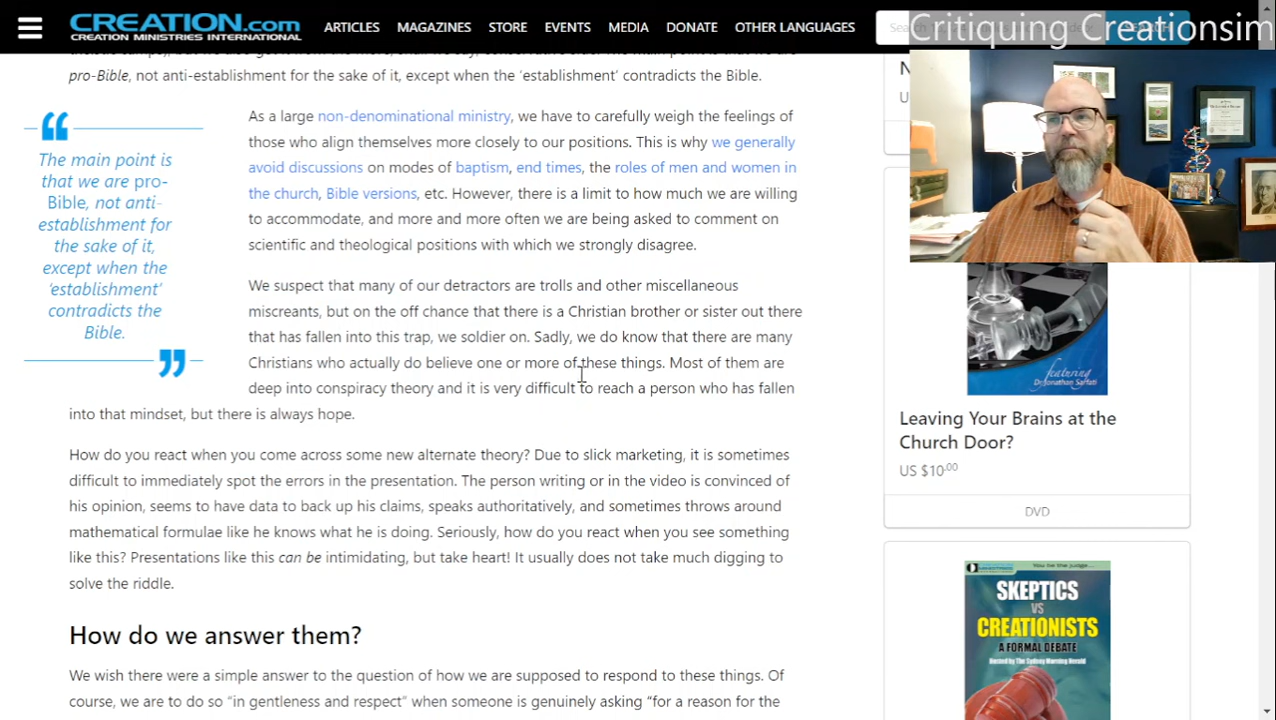 CREATION.com
CREATION MINISTRIES INTERNATIONAL
ARTICLES
MAGAZINES
STORE
EVENTS
MEDIA
DONATE
OTHER LANGUAGES
Critiquing Creationsim
pro-Bible, not anti-establishment for the sake of it, except when the ‘establishment’ contradicts the Bible.
“
The main point is
that we are pro-
Bible, not anti-
establishment for
the sake of it,
except when the
‘establishment’
contradicts the
Bible.
”
As a large non-denominational ministry, we have to carefully weigh the feelings of
those who align themselves more closely to our positions. This is why we generally
avoid discussions on modes of baptism, end times, the roles of men and women in
the church, Bible versions, etc. However, there is a limit to how much we are willing
to accommodate, and more and more often we are being asked to comment on
scientific and theological positions with which we strongly disagree.
We suspect that many of our detractors are trolls and other miscellaneous
miscreants, but on the off chance that there is a Christian brother or sister out there
that has fallen into this trap, we soldier on. Sadly, we do know that there are many
Christians who actually do believe one or more of these things. Most of them are
deep into conspiracy theory and it is very difficult to reach a person who has fallen
into that mindset, but there is always hope.
How do you react when you come across some new alternate theory? Due to slick marketing, it is sometimes
difficult to immediately spot the errors in the presentation. The person writing or in the video is convinced of
his opinion, seems to have data to back up his claims, speaks authoritatively, and sometimes throws around
mathematical formulae like he knows what he is doing. Seriously, how do you react when you see something
like this? Presentations like this can be intimidating, but take heart! It usually does not take much digging to
solve the riddle.
How do we answer them?
We wish there were a simple answer to the question of how we are supposed to respond to these things. Of
course, we are to do so “in gentleness and respect” when someone is genuinely asking “for a reason for the
featuring
Dr Jonathan Sarfati
Leaving Your Brains at the
Church Door?
US $10.00
DVD
You be the judge...
SKEPTICS
VS
CREATIONISTS
A FORMAL DEBATE
Hosted by The Sydney Morning Herald